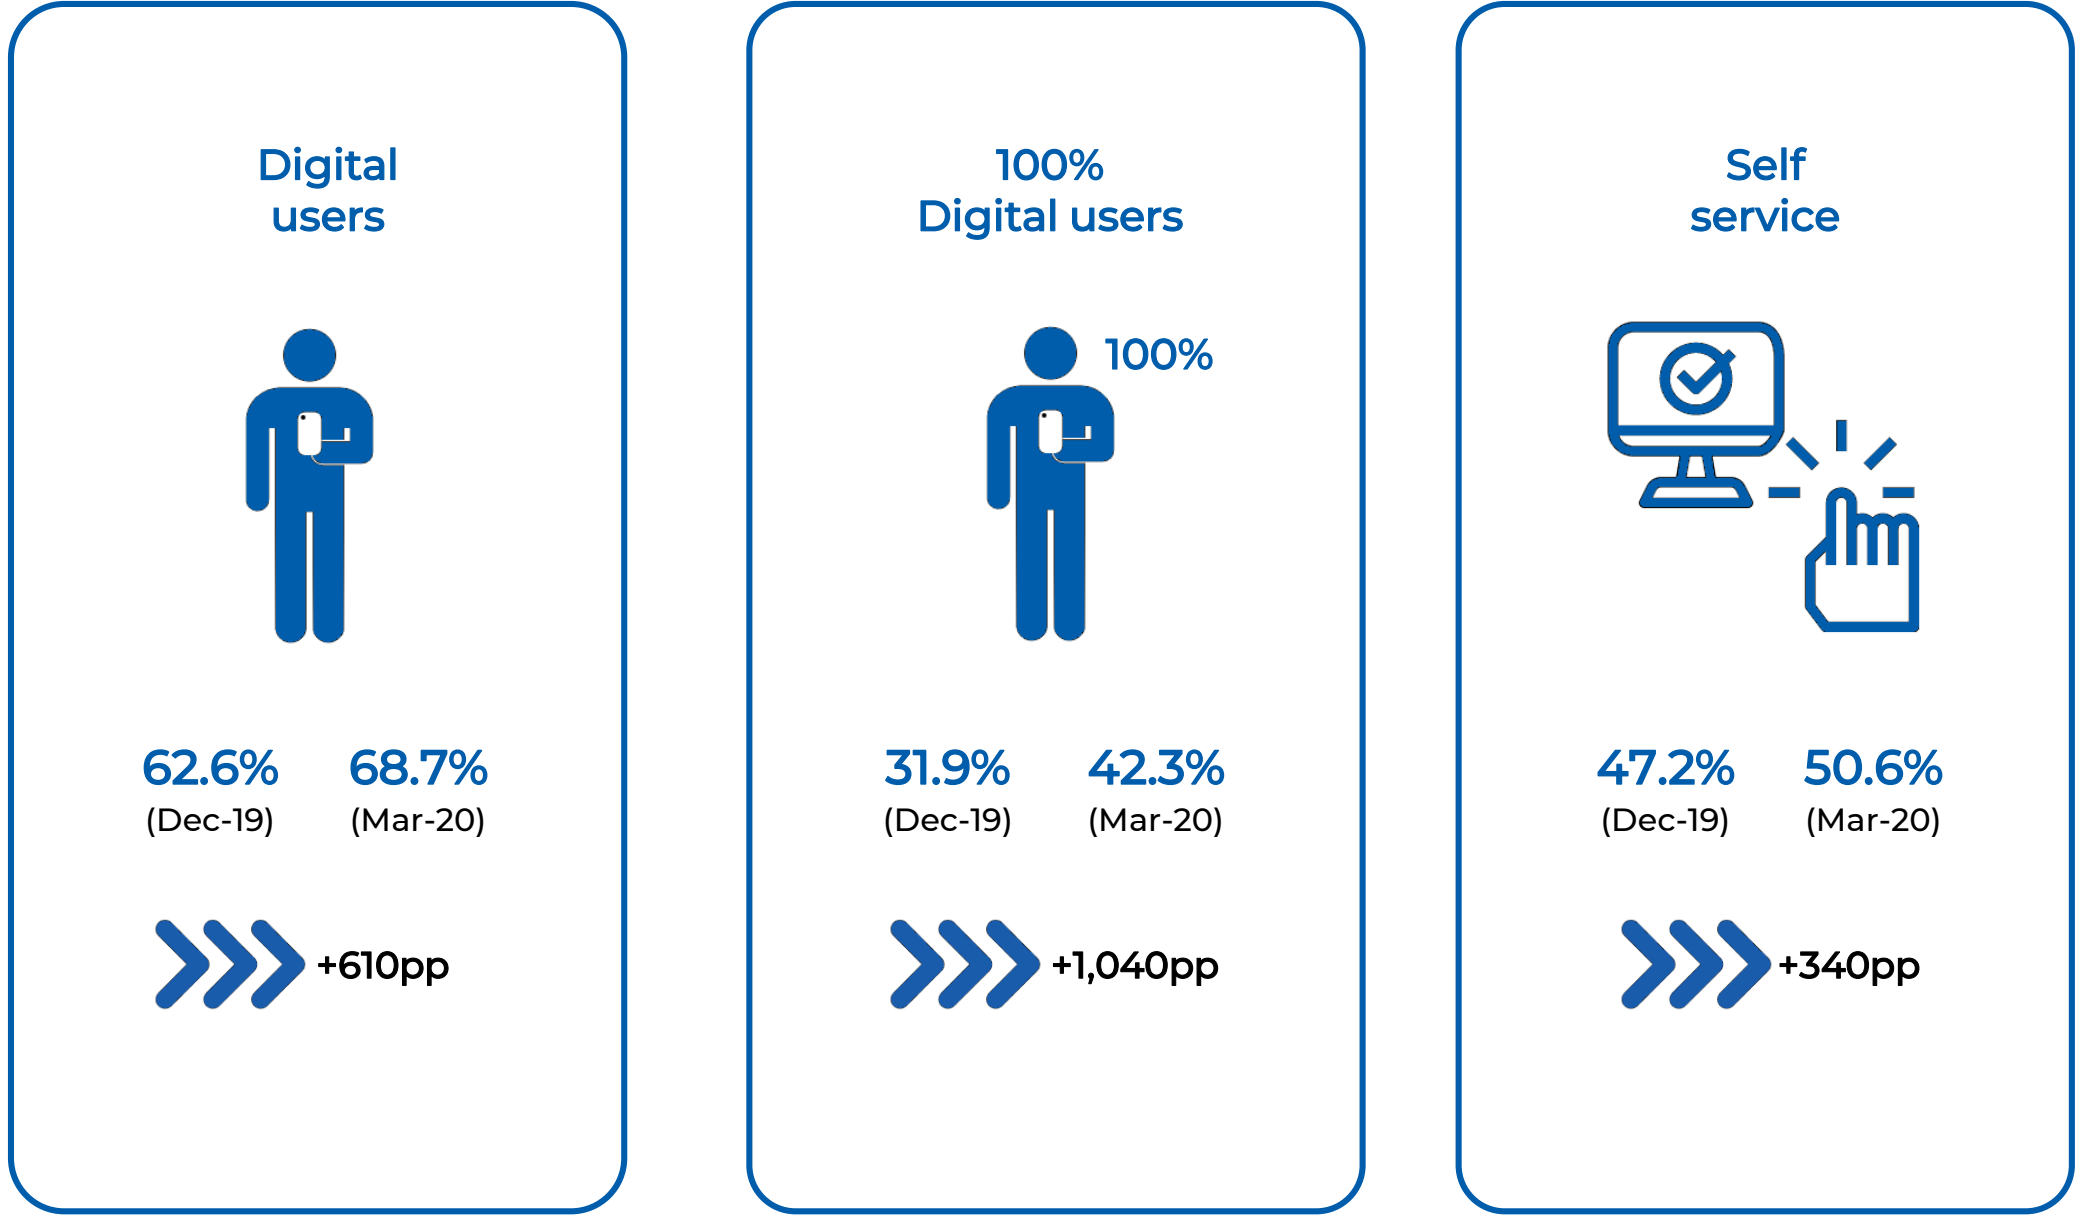 Digital
users
62.6%
68.7%
(Dec-19)
(Mar-20)
+610pp
100%
Digital users
100%
31.9%
42.3%
(Dec-19)
(Mar-20)
+1,040pp
Self
service
47.2%
50.6%
(Dec-19)
(Mar-20)
+340pp